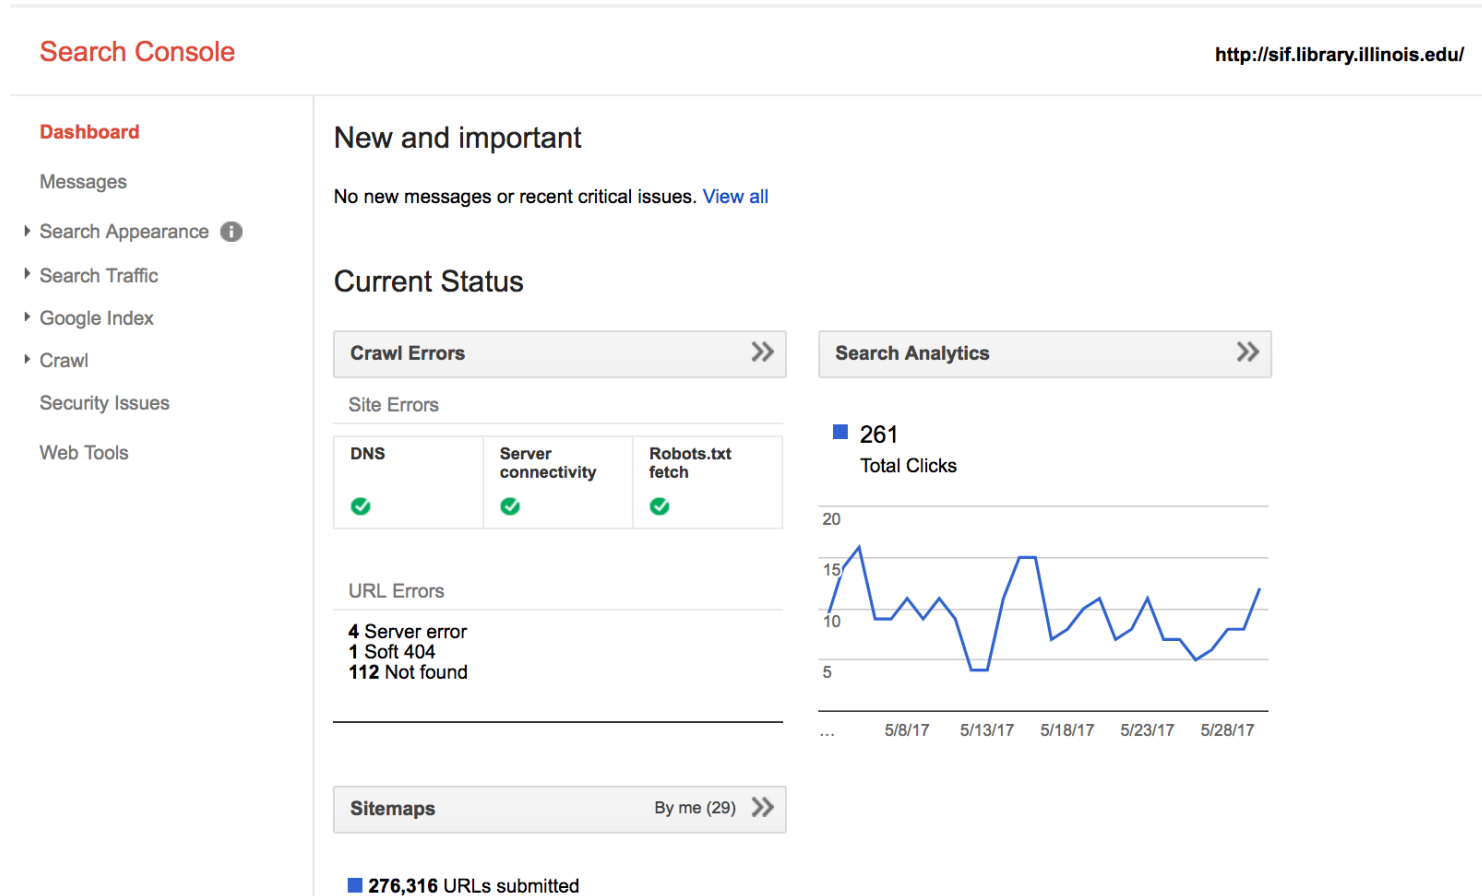 Search Console
http://sif.library.illinois.edu/
Dashboard
Messages
Search Appearance
Search Traffic
Google Index
Crawl
Security Issues
Web Tools
New and important
No new messages or recent critical issues. View all
Current Status
Crawl Errors
Site Errors
DNS
Server
connectivity
Robots.txt
fetch
URL Errors
4 Server error
1 Soft 404
112 Not found
Search Analytics
261
Total Clicks
20
15
10
5
... 5/8/17 5/13/17 5/18/17 5/23/17 5/28/17
Sitemaps By me (29)
276,316 URLs submitted